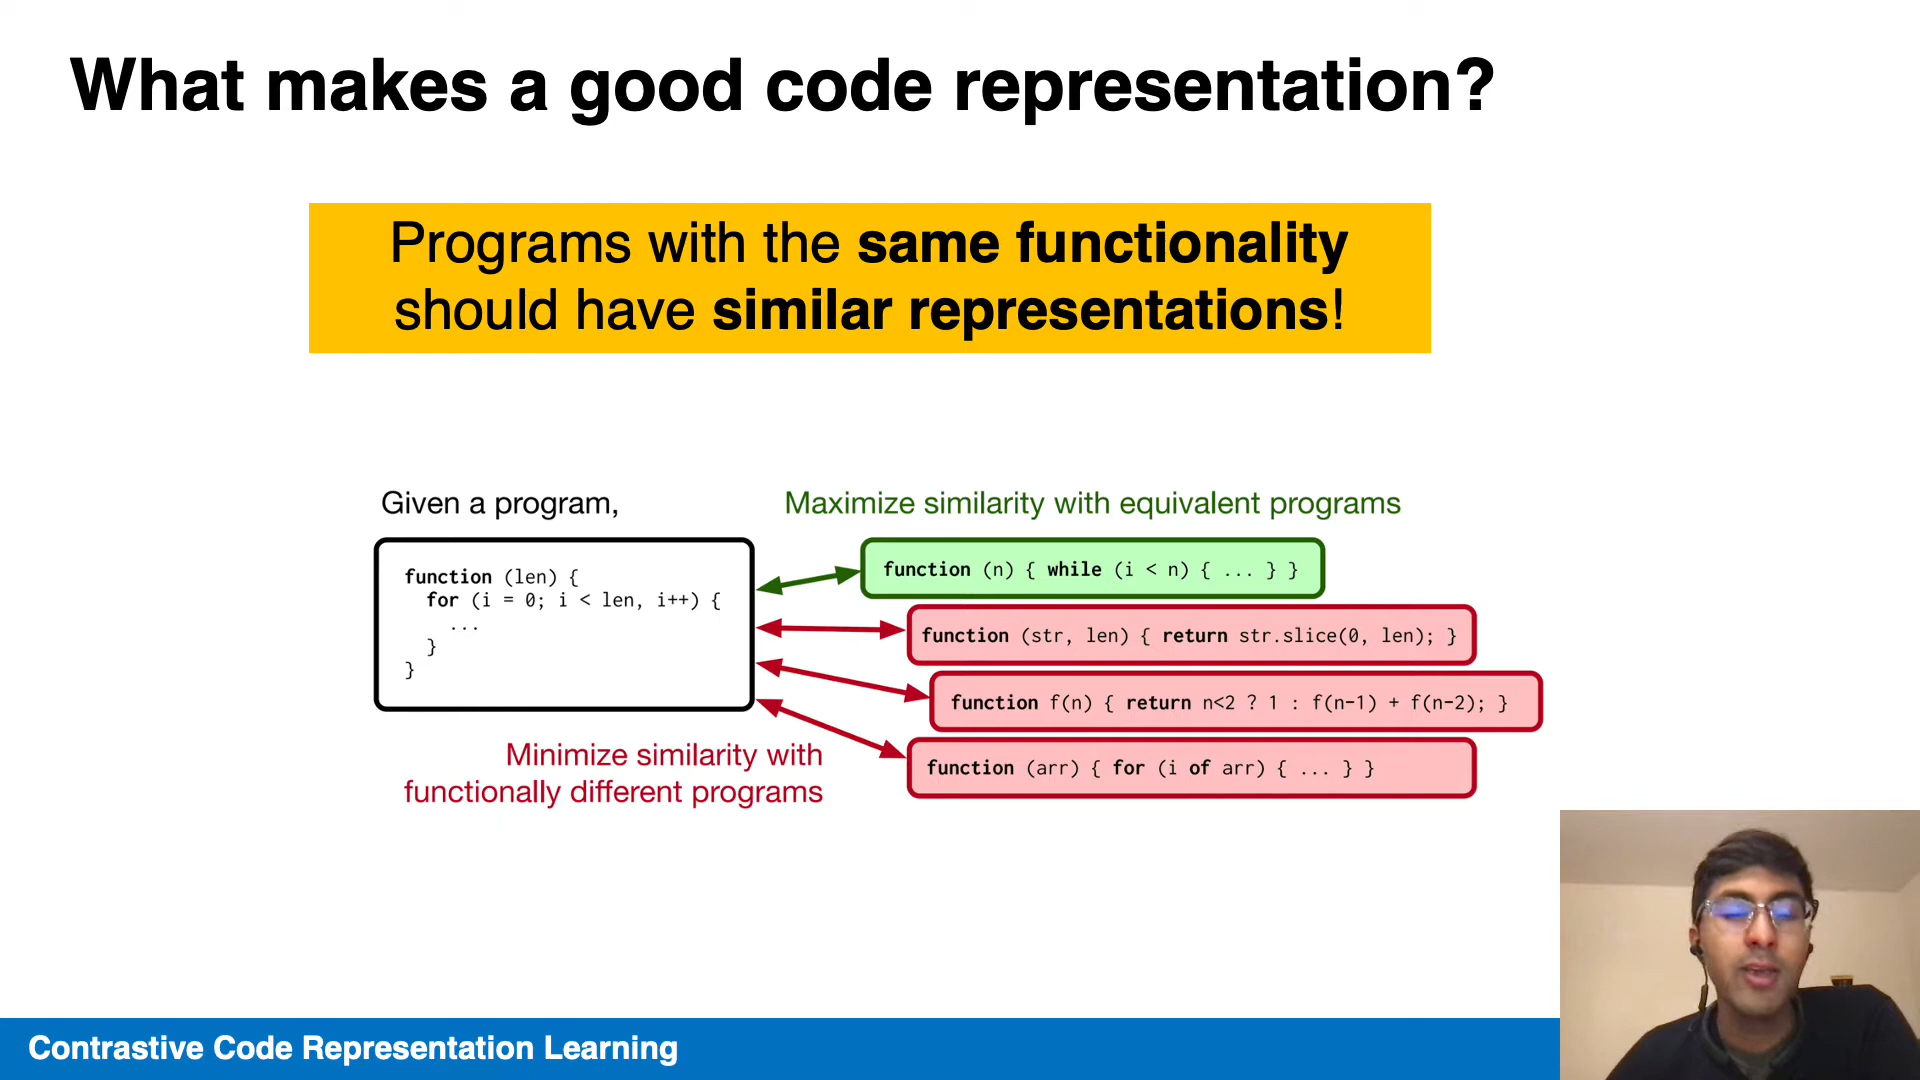 What makes a good code representation?
Programs with the same functionality
should have similar representations!
Given a program,
Maximize similarity with equivalent programs
function (len) {
for (i = 0; i < len, i++) {
...
}
}
function (n) { while (i < n) { ... } }
function (str, len) { return str.slice(0, len); }
function f(n) { return n<2 ? 1 : f(n-1) + f(n-2); }
function (arr) { for (i of arr) { ... } }
Minimize similarity with
functionally different programs
Contrastive Code Representation Learning